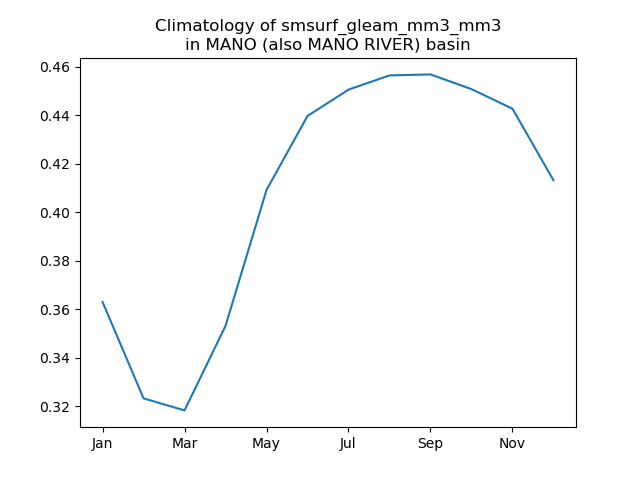 Climatology of smsurf_gleam_mm3_mm3
in MANO (also MANO RIVER) basin
0.46
0.44
0.42
0.40
0.38
0.36
0.34
0.32
Jan Mar May Jul Sep Nov